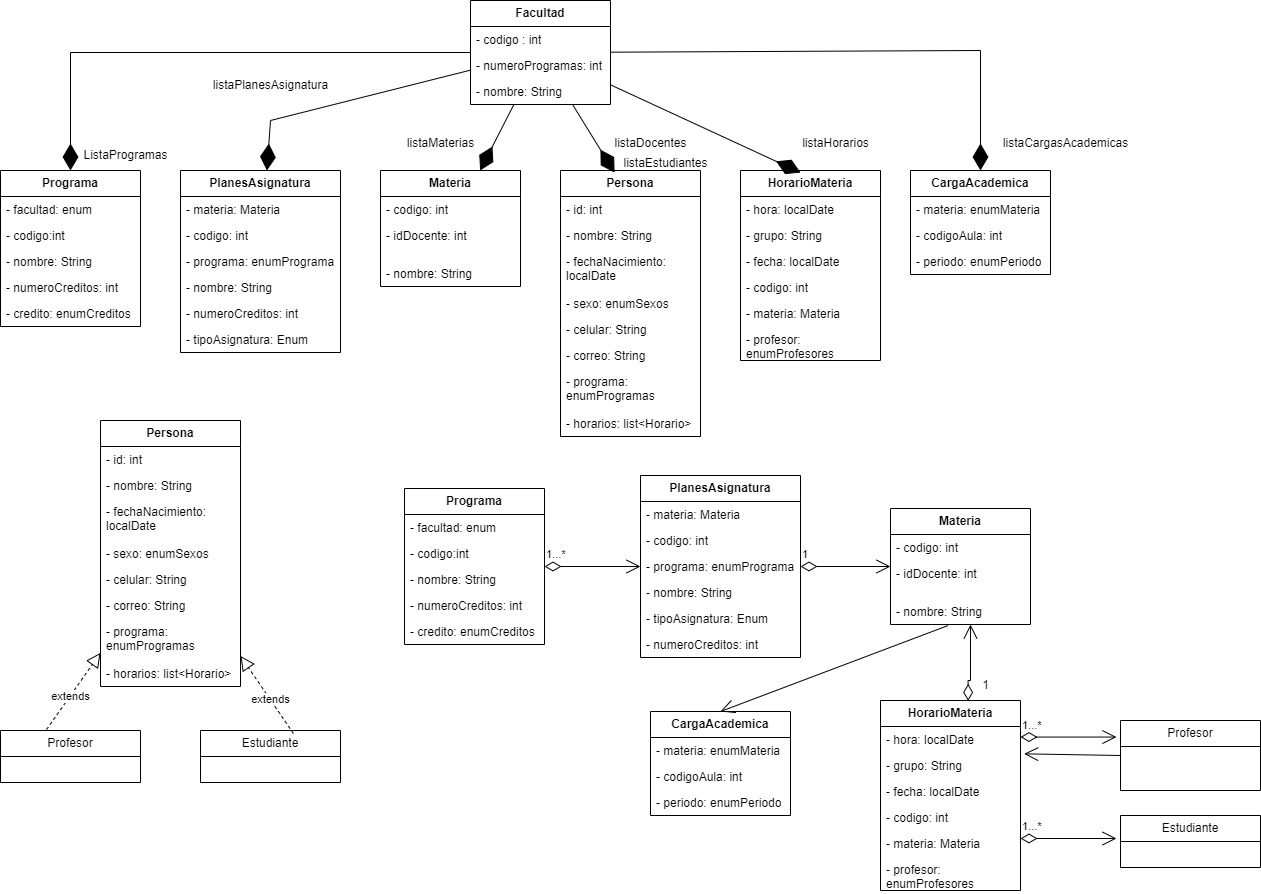 Facultad
- codigo : int
- numeroProgramas: int
- nombre: String
listaPlanesAsignatura
ListaProgramas
listaMaterias
listaDocentes
listaEstudiantes
listaHorarios
listaCargasAcademicas
Programa
- facultad: enum
- codigo:int
- nombre: String
- numeroCreditos: int
- credito: enumCreditos
PlanesAsignatura
- materia: Materia
- codigo: int
- programa: enumPrograma
- nombre: String
- numeroCreditos: int
- tipoAsignatura: Enum
Materia
- codigo: int
- idDocente: int
- nombre: String
Persona
- id: int
- nombre: String
- fechaNacimiento:
localDate
- sexo: enumSexos
- celular: String
- correo: String
- programa:
enumProgramas
- horarios: list<Horario>
HorarioMateria
- hora: localDate
- grupo: String
- fecha: localDate
- codigo: int
- materia: Materia
- profesor:
enumProfesores
CargaAcademica
- materia: enumMateria
- codigoAula: int
- periodo: enumPeriodo
Persona
- id: int
- nombre: String
- fechaNacimiento:
localDate
- sexo: enumSexos
- celular: String
- correo: String
- programa:
enumProgramas
- horarios: list<Horario>
extends
extends
Profesor
Estudiante
Programa
- facultad: enum
- codigo:int
- nombre: String
- numeroCreditos: int
- credito: enumCreditos
1...*
PlanesAsignatura
- materia: Materia
- codigo: int
- programa: enumPrograma
- nombre: String
- tipoAsignatura: Enum
- numeroCreditos: int
1
Materia
- codigo: int
- idDocente: int
- nombre: String
CargaAcademica
- materia: enumMateria
- codigoAula: int
- periodo: enumPeriodo
1
HorarioMateria
- hora: localDate
- grupo: String
- fecha: localDate
- codigo: int
- materia: Materia
- profesor:
enumProfesores
1...*
Profesor
1...*
Estudiante